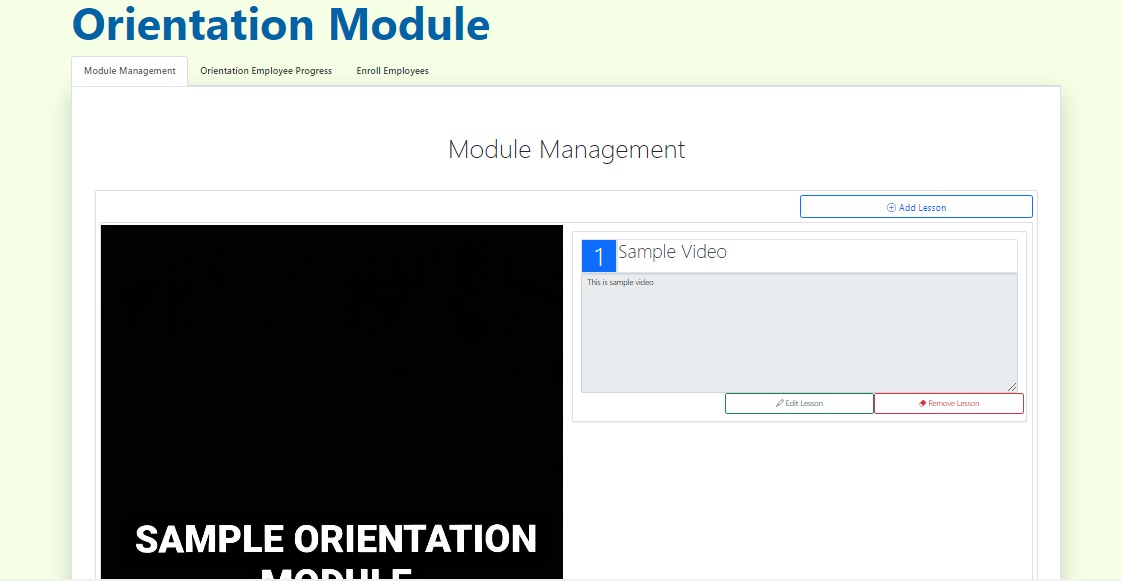 Orientation Module
Module Management
Orientation Employee Progress
Enroll Employees
Module Management
Add Lesson
1
Sample Video
This is sample video
Edit Lesson
Remove Lesson
SAMPLE ORIENTATION
MODULE